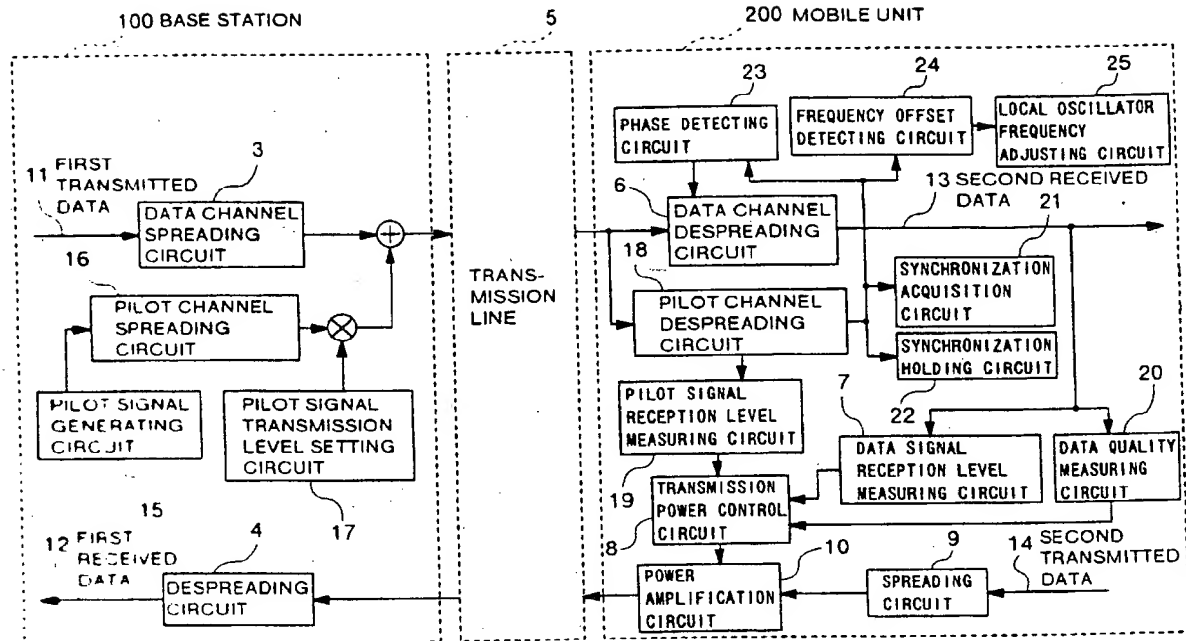 100 BASE STATION
5
200 MOBILE UNIT
23
24
25
PHASE DETECTING
CIRCUIT
FREQUENCY OFFSET
DETECTING CIRCUIT
LOCAL OSCILLATOR
FREQUENCY
ADJUSTING CIRCUIT
11 FIRST
TRANSMITTED
DATA
3
DATA CHANNEL
SPREADING
CIRCUIT
6
DATA CHANNEL
DESPREADING
CIRCUIT
13 SECOND RECEIVED
DATA
21
16
PILOT CHANNEL
SPREADING
CIRCUIT
TRANS-
MISSION
LINE
18
PILOT CHANNEL
DESPREADING
CIRCUIT
SYNCHRONIZATION
ACQUISITION
CIRCUIT
SYNCHRONIZATION
HOLDING CIRCUIT
22
PILOT SIGNAL
GENERATING
CIRCUIT
15
PILOT SIGNAL
TRANSMISSION
LEVEL SETTING
CIRCUIT
17
PILOT SIGNAL
RECEPTION LEVEL
MEASURING CIRCUIT
19
7
DATA SIGNAL
RECEPTION LEVEL
MEASURING CIRCUIT
20
DATA QUALITY
MEASURING
CIRCUIT
8
TRANSMISSION
POWER CONTROL
CIRCUIT
12 FIRST
RECEIVED
DATA
4
DESPREADING
CIRCUIT
10
POWER
AMPLIFICATION
CIRCUIT
9
SPREADING
CIRCUIT
14 SECOND
TRANSMITTED
DATA